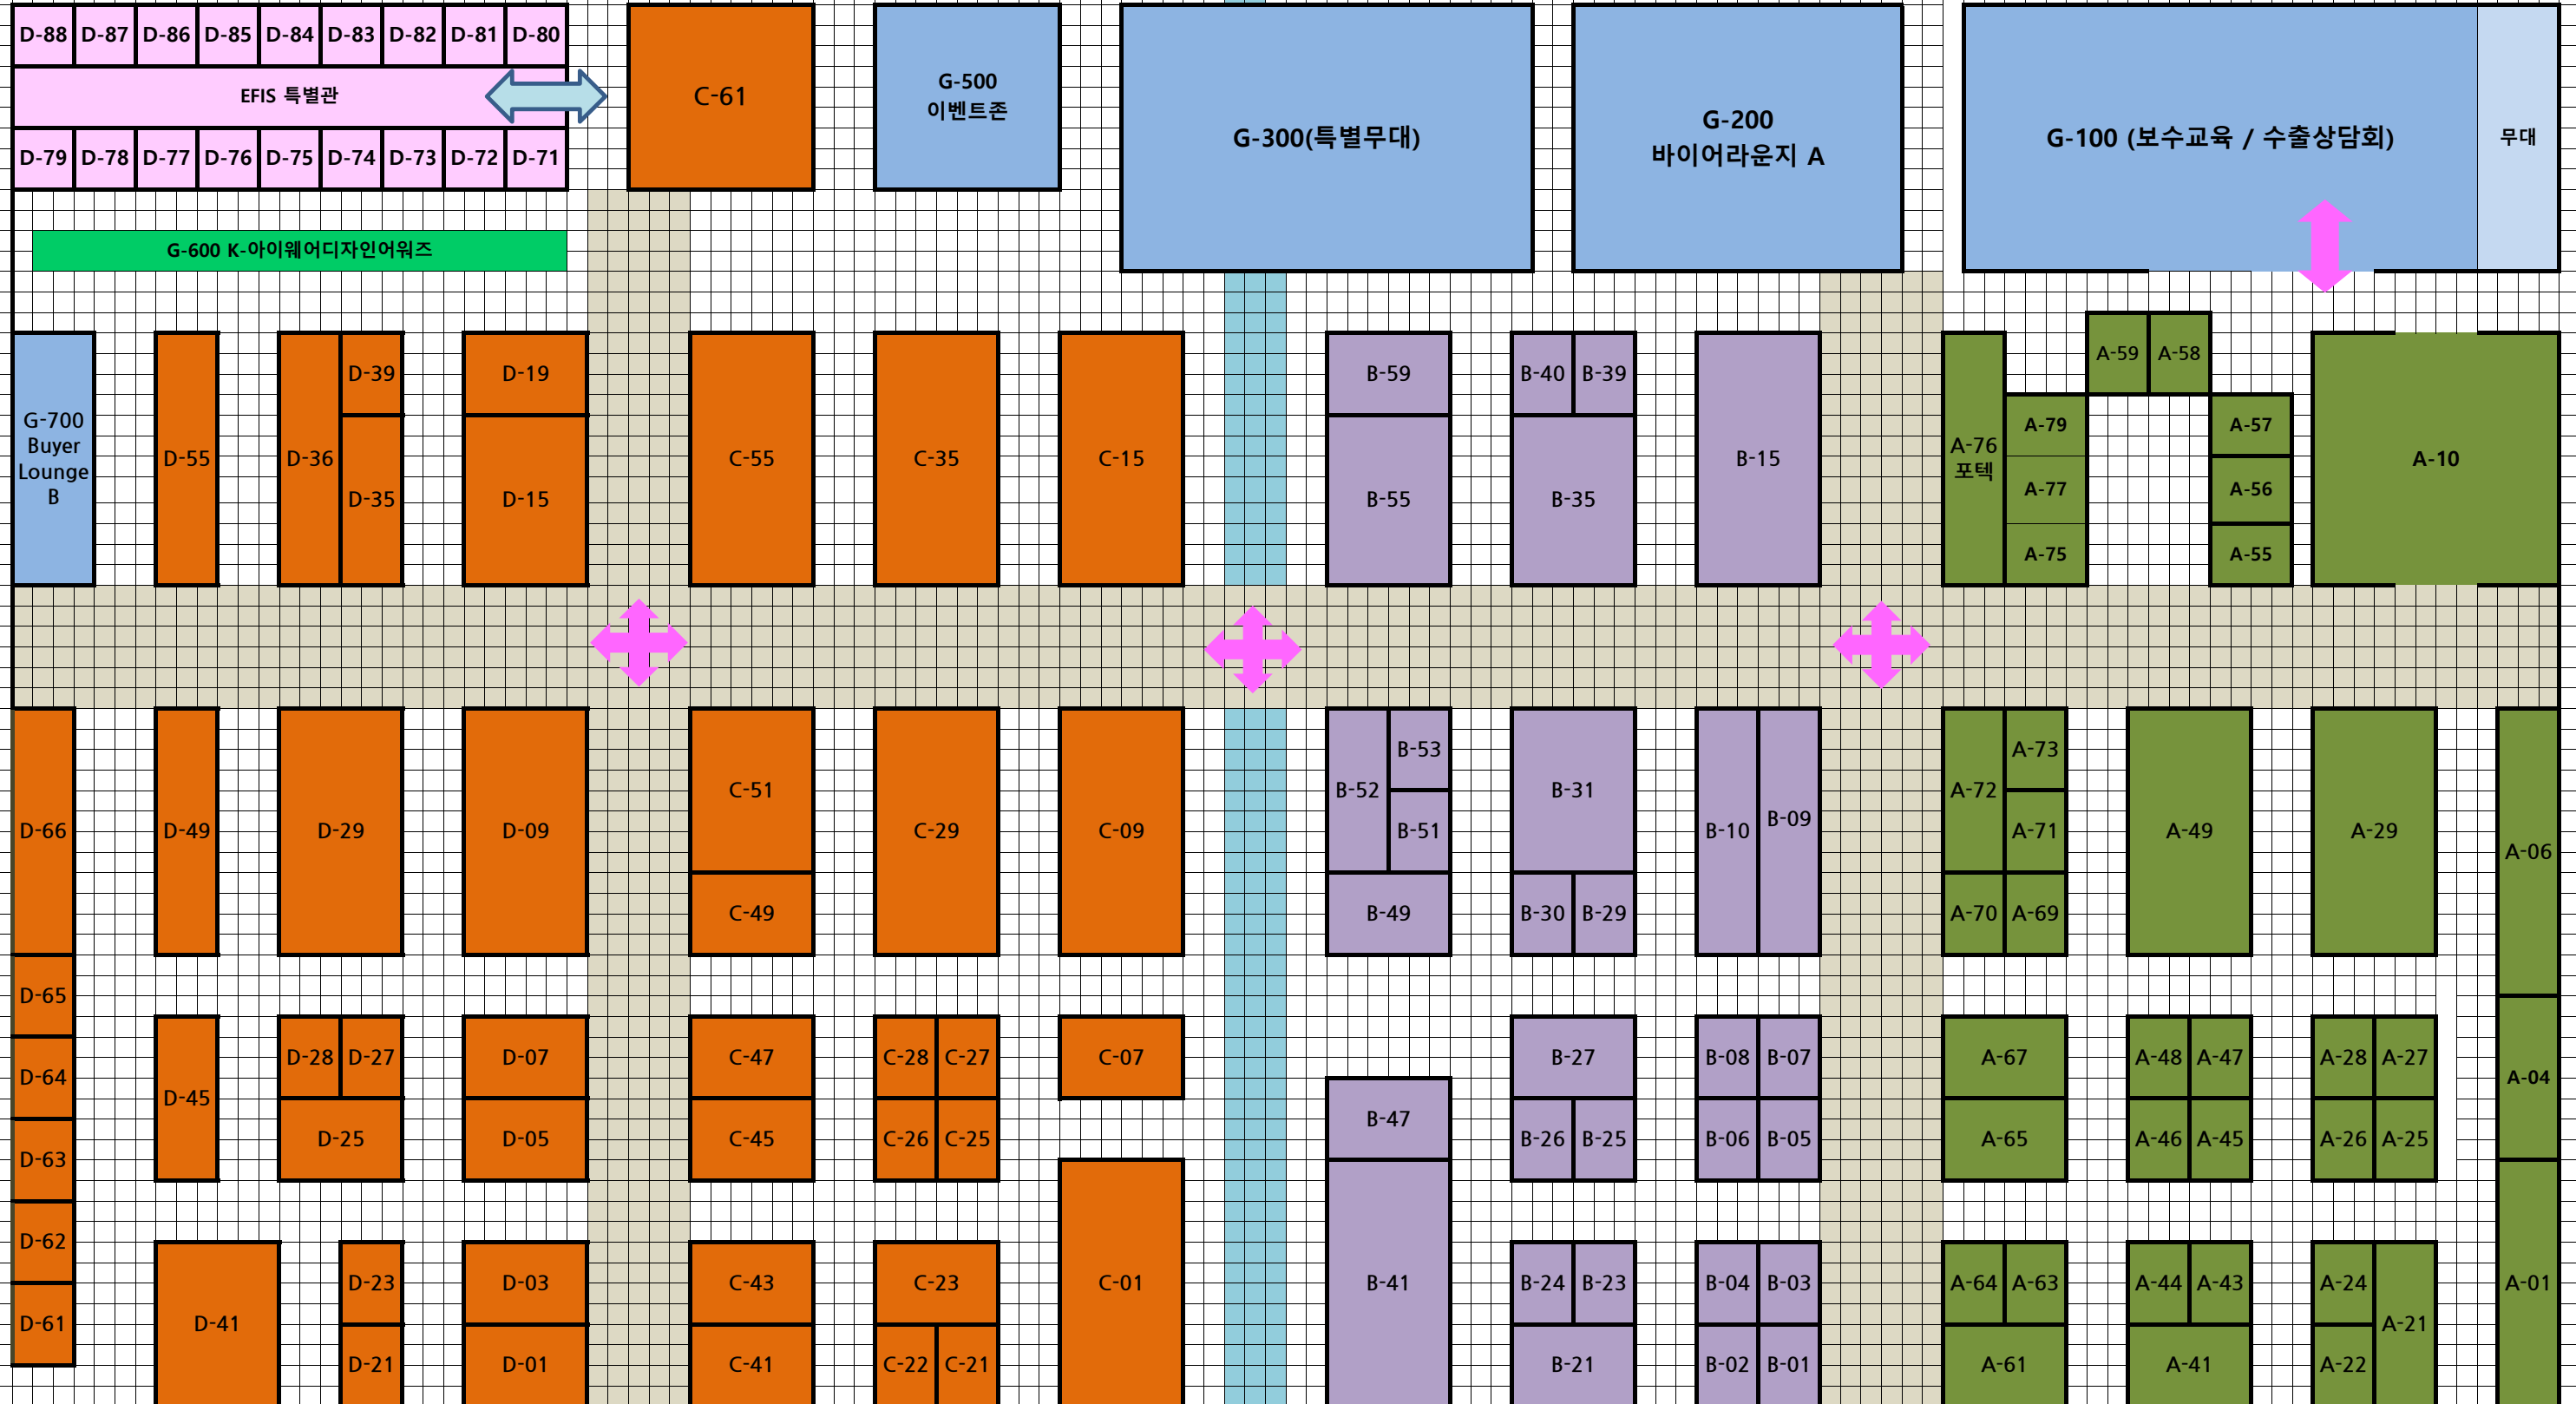 D-88 D-87 D-86 D-85 D-84 D-83 D-82 D-81 D-80
EFIS 특별관
D-79 D-78 D-77 D-76 D-75 D-74 D-73 D-72 D-71
C-61
G-500
이벤트존
G-300(특별무대)
G-200
바이어라운지 A
G-100 (보수교육 / 수출상담회)
무대
G-600 K-아이웨어디자인어워즈
G-700
Buyer
Lounge
B
D-55
D-36
D-39
D-35
D-19
D-15
C-55
C-35
C-15
B-59
B-55
B-40 B-39
B-35
B-15
A-76
포텍
A-79
A-77
A-75
A-59 A-58
A-57
A-56
A-55
A-10
D-66
D-49
D-29
D-09
C-51
C-49
C-29
C-09
B-52
B-53
B-51
B-49
B-31
B-30 B-29
B-10 B-09
A-72
A-73
A-71
A-70 A-69
A-49
A-29
A-06
D-65
D-64
D-63
D-62
D-61
D-45
D-28 D-27
D-25
D-07
D-05
C-47
C-45
C-28 C-27
C-26 C-25
C-07
B-47
B-27
B-26 B-25
B-08 B-07
B-06 B-05
A-67
A-65
A-48 A-47
A-46 A-45
A-28 A-27
A-26 A-25
A-04
D-41
D-23
D-21
D-03
D-01
C-43
C-41
C-23
C-22 C-21
C-01
B-41
B-24 B-23
B-21
B-04 B-03
B-02 B-01
A-64 A-63
A-61
A-44 A-43
A-41
A-24
A-22
A-21
A-01